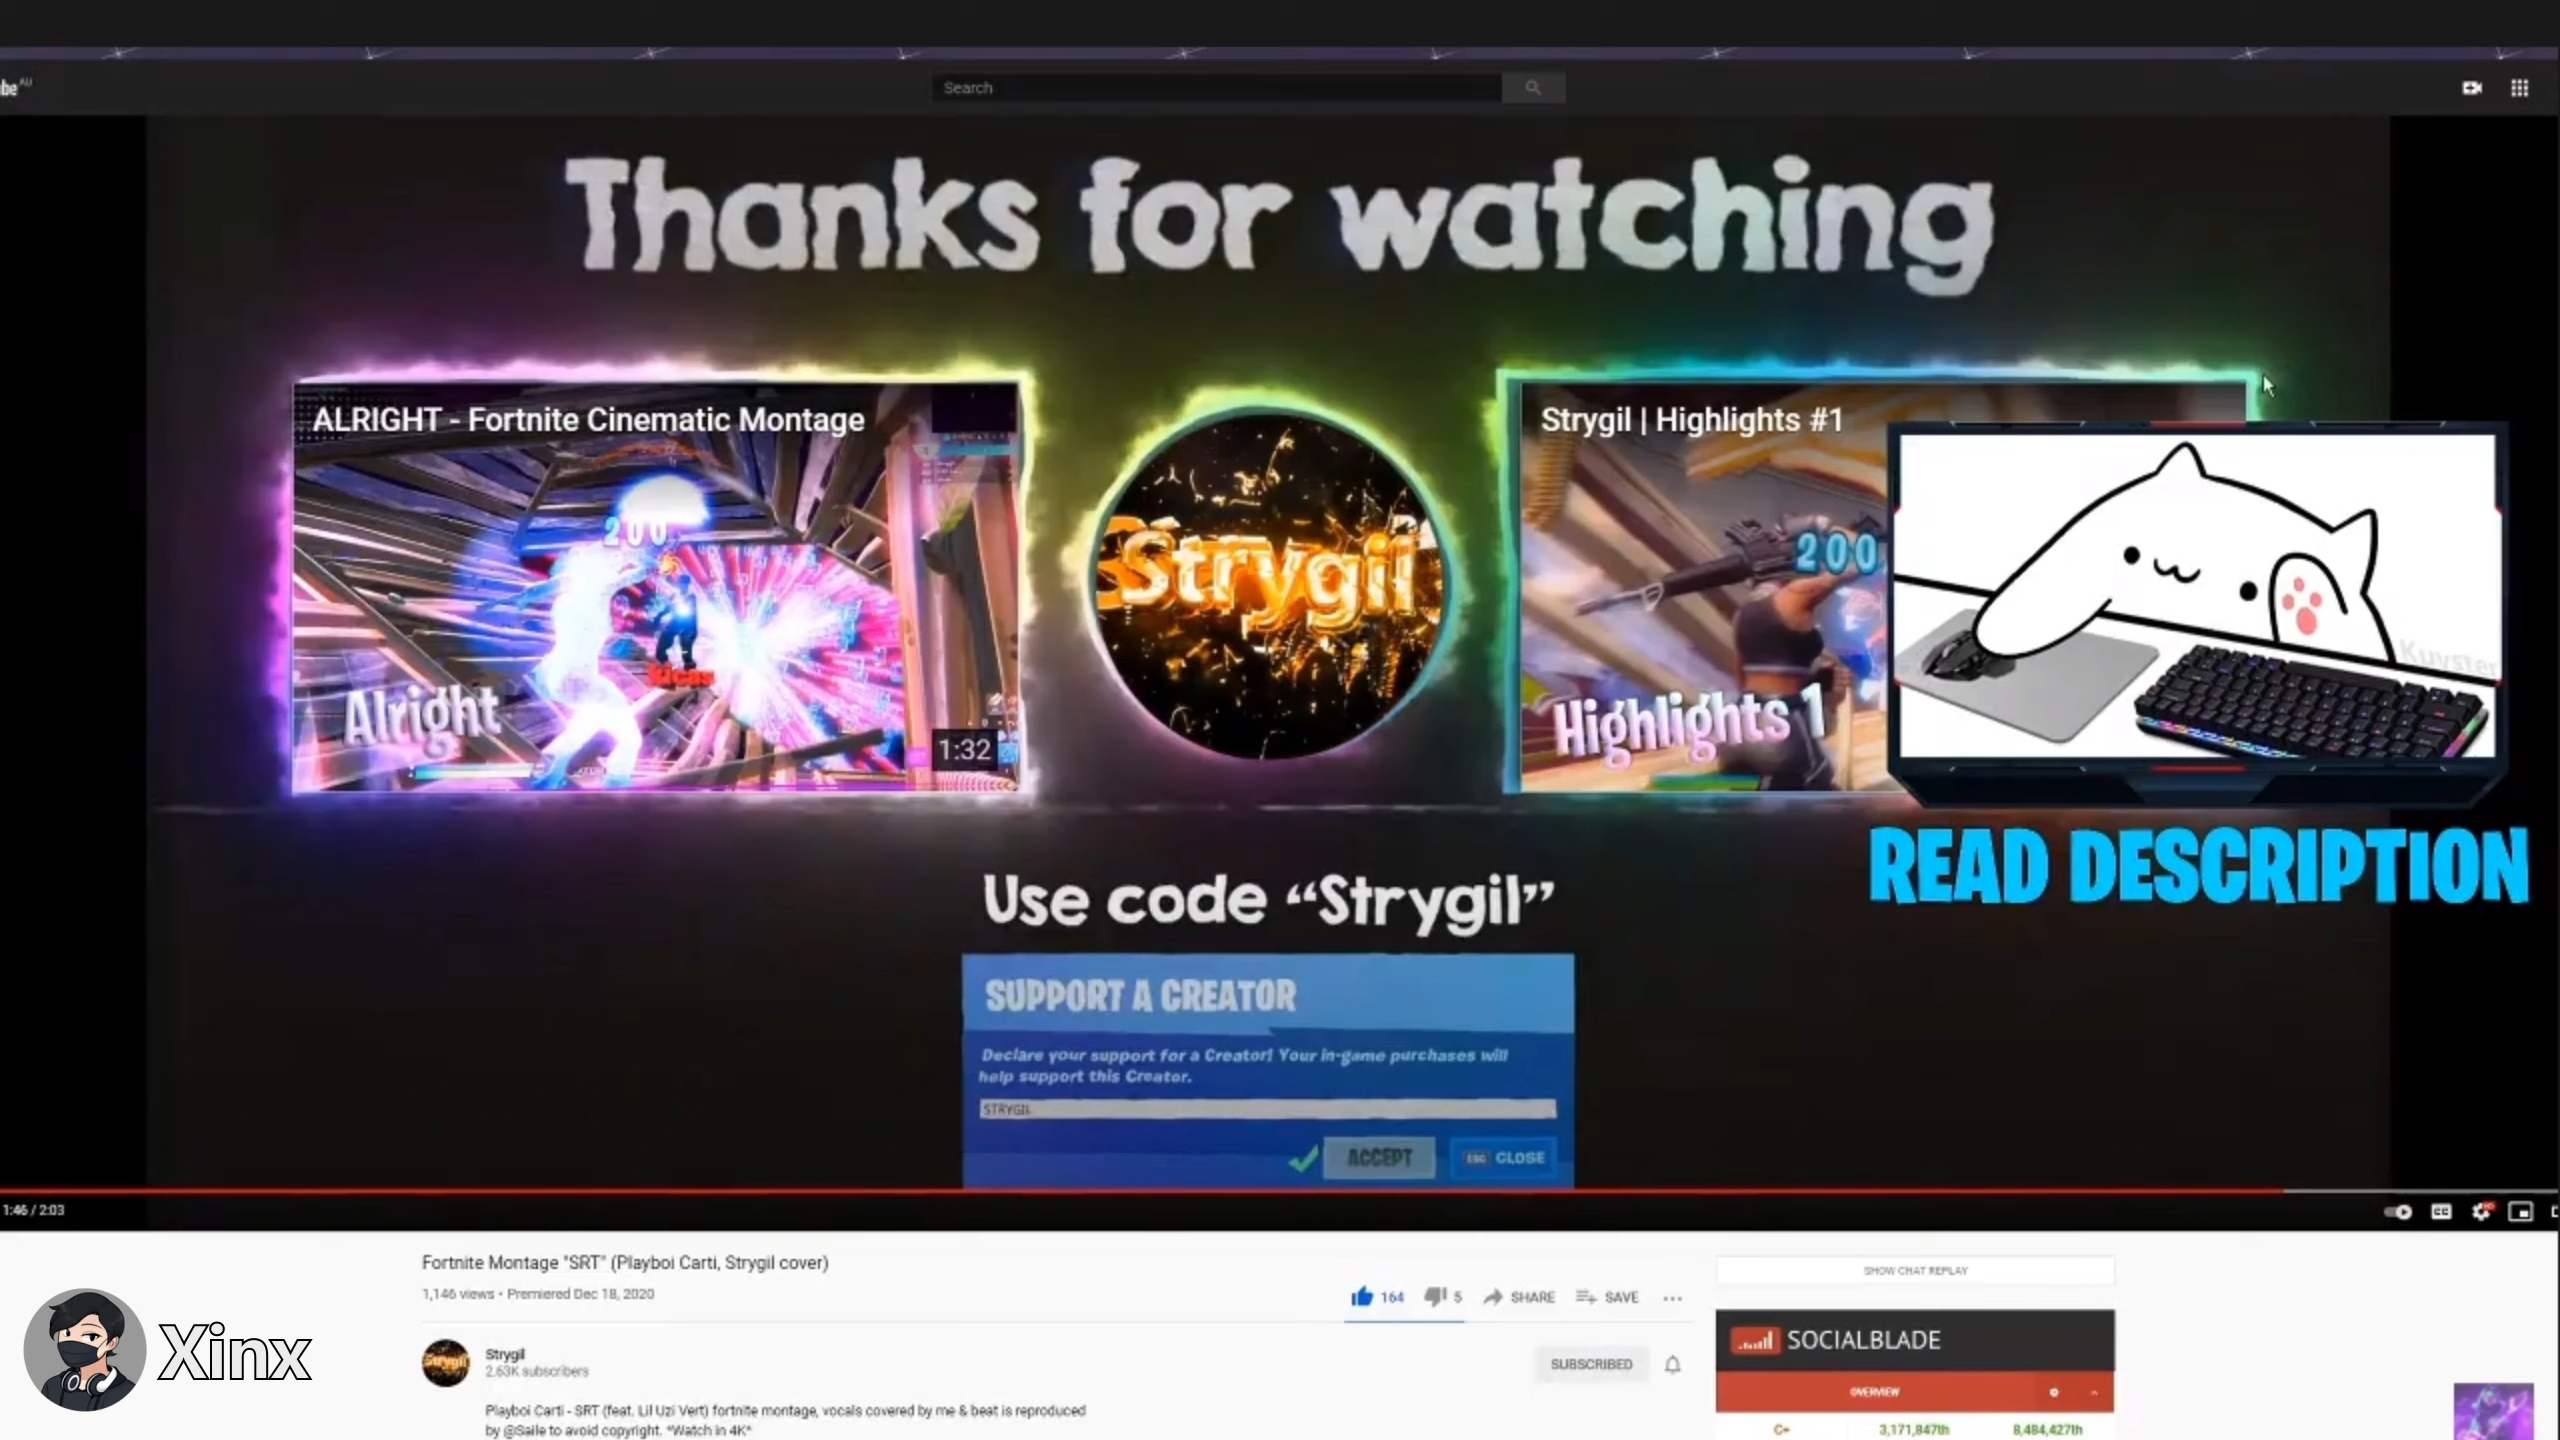 be AU
Search
Thanks for watching
ALRIGHT - Fortnite Cinematic Montage
200
Alright
1:32
Strygil
Strygil | Highlights #1
200
Highlights 1
Kuvster
READ DESCRIPTION
Use code “Strygil”
SUPPORT A CREATOR
Declare your support for a Creator! Your in-game purchases will
help support this Creator.
STRYGIL
ACCEPT
ESC CLOSE
1:46 / 2:03
Fortnite Montage "SRT" (Playboi Carti, Strygil cover)
1,146 views • Premiered Dec 18, 2020
164
5
SHARE
SAVE
SHOW CHAT REPLAY
Xinx
Strygil
Strygil
2.63K subscribers
SUBSCRIBED
SOCIALBLADE
OVERVIEW
C+
3,171,847th
8,484,427th
Playboi Carti - SRT (feat. Lil Uzi Vert) fortnite montage, vocals covered by me & beat is reproduced
by @Saile to avoid copyright. *Watch in 4K*